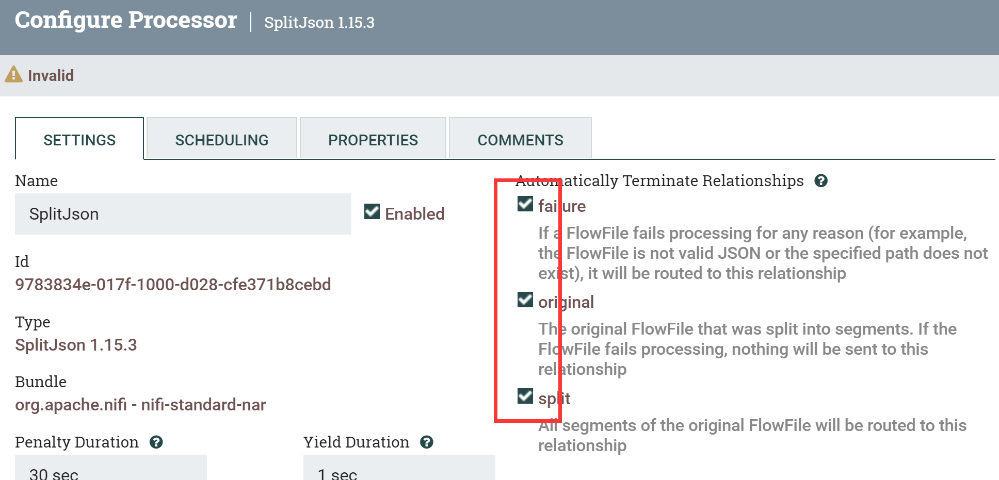 Configure Processor | SplitJson 1.15.3
Invalid
SETTINGS SCHEDULING PROPERTIES COMMENTS
Name
SplitJson
Enabled
Id
9783834e-017f-1000-d028-cfe371b8cebd
Type
SplitJson 1.15.3
Bundle
org.apache.nifi - nifi-standard-nar
Penalty Duration
30 sec
Yield Duration
1 sec
Automatically Terminate Relationships
failure
If a FlowFile fails processing for any reason (for example,
the FlowFile is not valid JSON or the specified path does not
exist), it will be routed to this relationship
original
The original FlowFile that was split into segments. If the
FlowFile fails processing, nothing will be sent to this
relationship
split
All segments of the original FlowFile will be routed to this
relationship